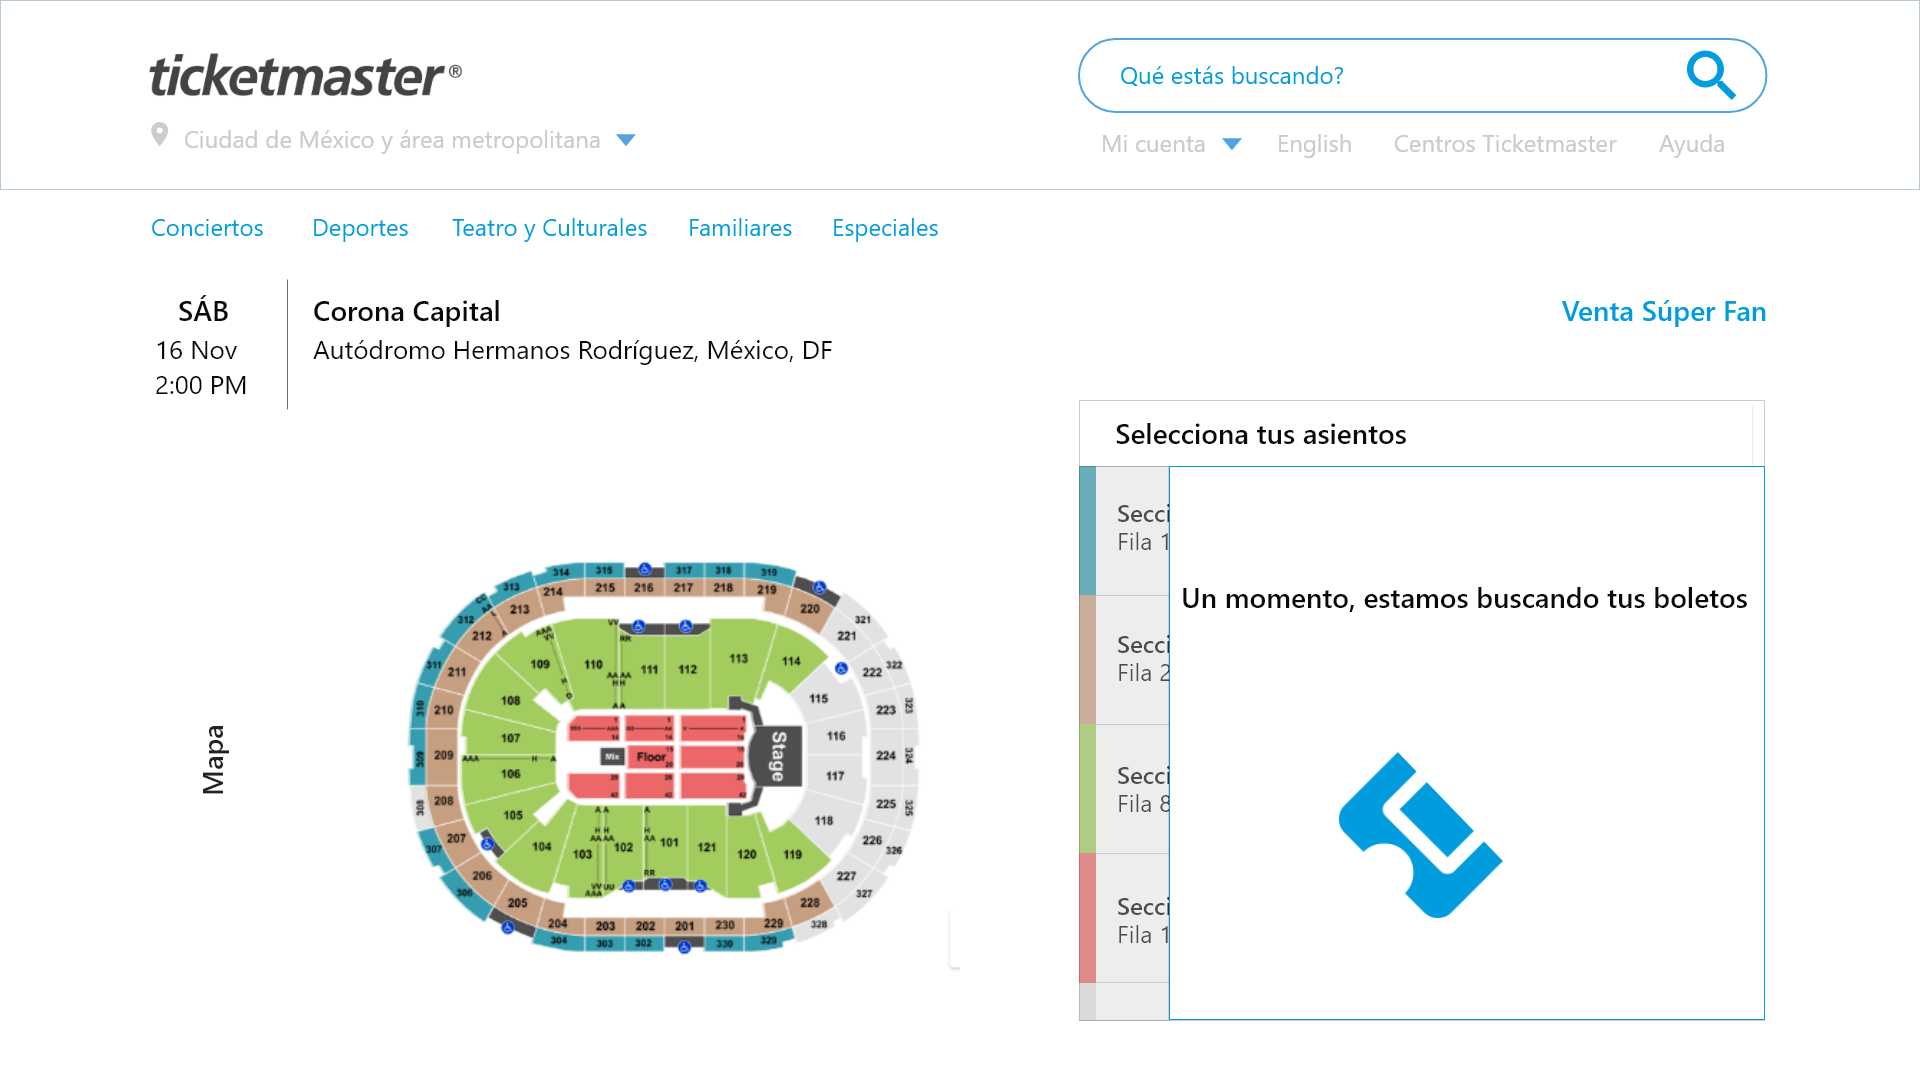 ticketmaster®
Qué estás buscando?
Ciudad de México y área metropolitana
Mi cuenta
English
Centros Ticketmaster
Ayuda
Conciertos
Deportes
Teatro y Culturales
Familiares
Especiales
SÁB
16 Nov
2:00 PM
Corona Capital
Autódromo Hermanos Rodríguez, México, DF
Venta Súper Fan
Mapa
314 315 317 318 319
313 214 215 216 217 218 219
312 213 220 321
212 221
311 211 222 322
310 210 223 323
309 209 224 324
308 208 225 325
307 207 226 326
306 206 227 327
205 228 328
204 203 202 201 230 229
304 303 302 330 329
109 110 111 112 113 114
108 115
107 116
106 117
105 118
104 103 102 101 121 120 119
Mix
Floor
Stage
Selecciona tus asientos
Secci
Fila 1
Secci
Fila 2
Secci
Fila 8
Secci
Fila 1
Un momento, estamos buscando tus boletos